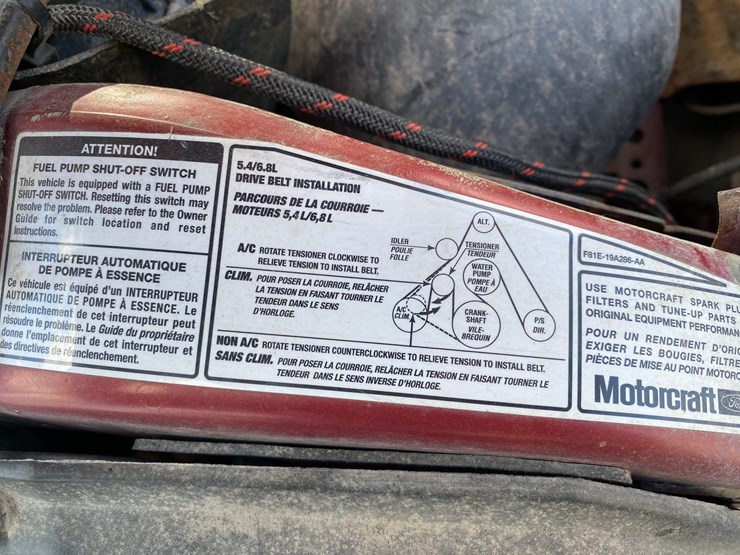 ATTENTION!
FUEL PUMP SHUT-OFF SWITCH
This vehicle is equipped with a FUEL PUMP
SHUT-OFF SWITCH. Resetting this switch may
resolve the problem. Please refer to the Owner
Guide for switch location and reset
instructions.
INTERRUPTEUR AUTOMATIQUE
DE POMPE À ESSENCE
Ce véhicule est équipé d'un INTERRUPTEUR
AUTOMATIQUE DE POMPE À ESSENCE. Le
réenclenchement de cet interrupteur peut
résoudre le problème. Le Guide du propriétaire
donne l'emplacement de cet interrupteur et
des directives de réenclenchement.
5.4/6.8L
DRIVE BELT INSTALLATION
PARCOURS DE LA COURROIE —
MOTEURS 5,4 L/6,8 L
A/C ROTATE TENSIONER CLOCKWISE TO
RELIEVE TENSION TO INSTALL BELT.
CLIM. POUR POSER LA COURROIE, RELÂCHER
LA TENSION EN FAISANT TOURNER LE
TENDEUR DANS LE SENS
D'HORLOGE.
NON A/C ROTATE TENSIONER COUNTERCLOCKWISE TO RELIEVE TENSION TO INSTALL BELT.
SANS CLIM. POUR POSER LA COURROIE, RELÂCHER LA TENSION EN FAISANT TOURNER LE
TENDEUR DANS LE SENS INVERSE D'HORLOGE.
ALT.
IDLER
POULIE
FOLLE
TENSIONER
TENDEUR
WATER
PUMP
POMPE À
EAU
A/C
CLIM.
CRANK-
SHAFT
VILE-
BREQUIN
P/S
DIR.
F81E-19A286-AA
USE MOTORCRAFT SPARK
FILTERS AND TUNE-UP PARTS
ORIGINAL EQUIPMENT
POUR UN RENDEMENT
EXIGER LES BOUGIES,
PIÈCES DE MISE AU POINT
Motorcraft